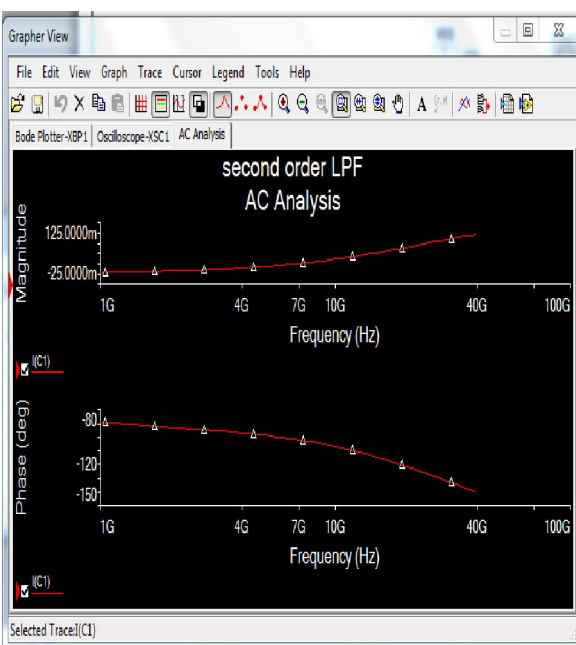 Grapher View
File Edit View Graph Trace Cursor Legend Tools Help
A
Bode Plotter-XBP1 Oscilloscope-XSC1 AC Analysis
second order LPF
AC Analysis
Magnitude
125.0000m
-25.0000m
1G 4G 7G 10G 40G 100G
Frequency (Hz)
I(C1)
Phase (deg)
-80
-120
-150
1G 4G 7G 10G 40G 100G
Frequency (Hz)
I(C1)
Selected Trace:I(C1)